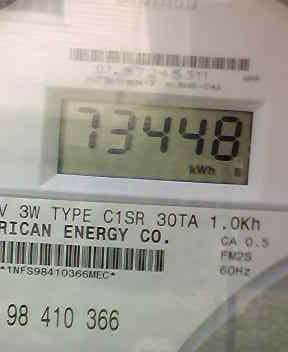 73448
kWh
V 3W TYPE C1SR 30TA 1.0Kh
RICAN ENERGY CO.
CA 0.5
FM2S
60Hz
*1NFS98410366MEC*
98 410 366